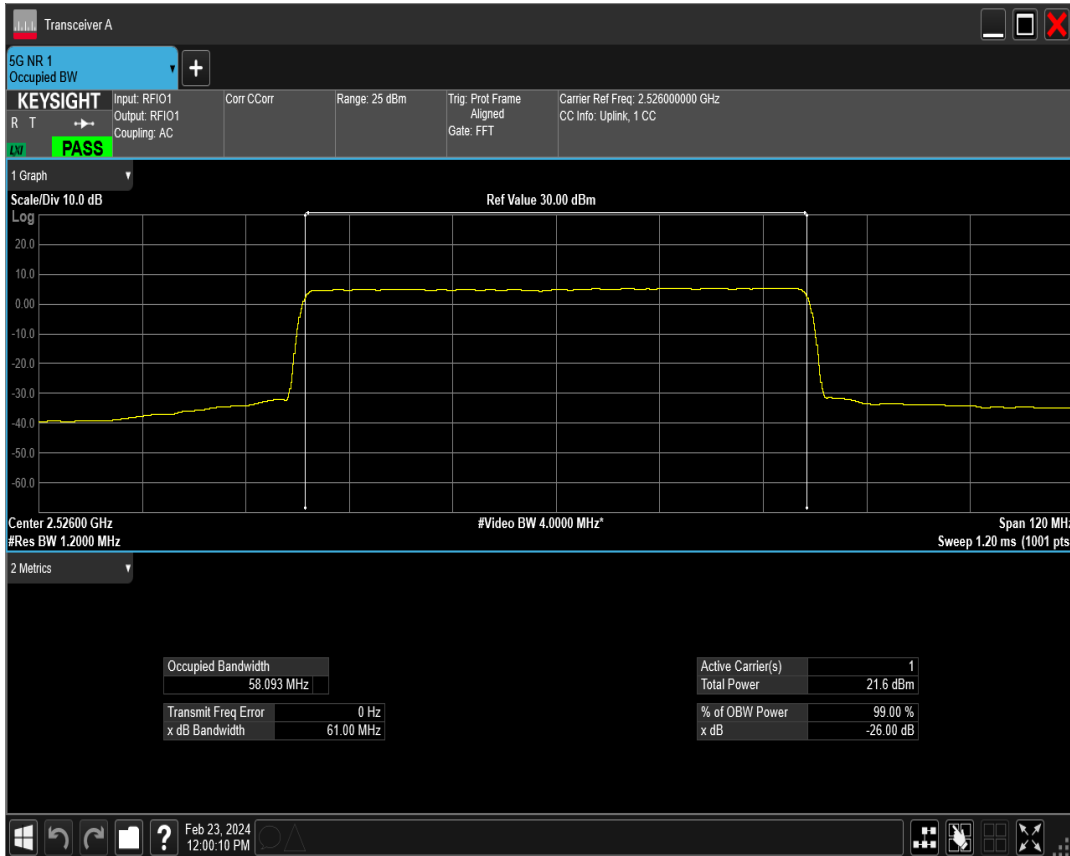 Transceiver A
5G NR 1
Occupied BW
+
KEYSIGHT
R T
LXI
PASS
Input: RFIO1
Output: RFIO1
Coupling: AC
Corr CCorr
Range: 25 dBm
Trig: Prot Frame
Aligned
Gate: FFT
Carrier Ref Freq: 2.526000000 GHz
CC Info: Uplink, 1 CC
1 Graph
Scale/Div 10.0 dB
Ref Value 30.00 dBm
Log
20.0
10.0
0.00
-10.0
-20.0
-30.0
-40.0
-50.0
-60.0
Center 2.52600 GHz
#Video BW 4.0000 MHz*
Span 120 MHz
#Res BW 1.2000 MHz
Sweep 1.20 ms (1001 pts
2 Metrics
Occupied Bandwidth
58.093 MHz
Transmit Freq Error 0 Hz
x dB Bandwidth 61.00 MHz
Active Carrier(s) 1
Total Power 21.6 dBm
% of OBW Power 99.00 %
x dB -26.00 dB
?
Feb 23, 2024
12:00:10 PM